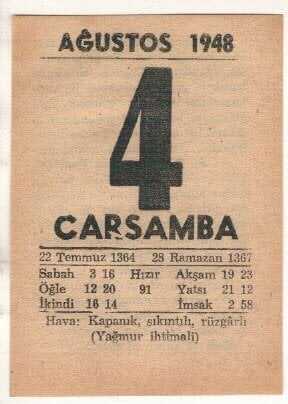 AĞUSTOS 1948
4
ÇARŞAMBA
22 Temmuz 1364 28 Ramazan 1367
Sabah 3 16 Hızır Akşam 19 23
Öğle 12 20 91 Yatsı 21 12
İkindi 16 14 İmsak 2 58
Hava: Kapanık, sıkıntılı, rüzgârlı
(Yağmur ihtimali)